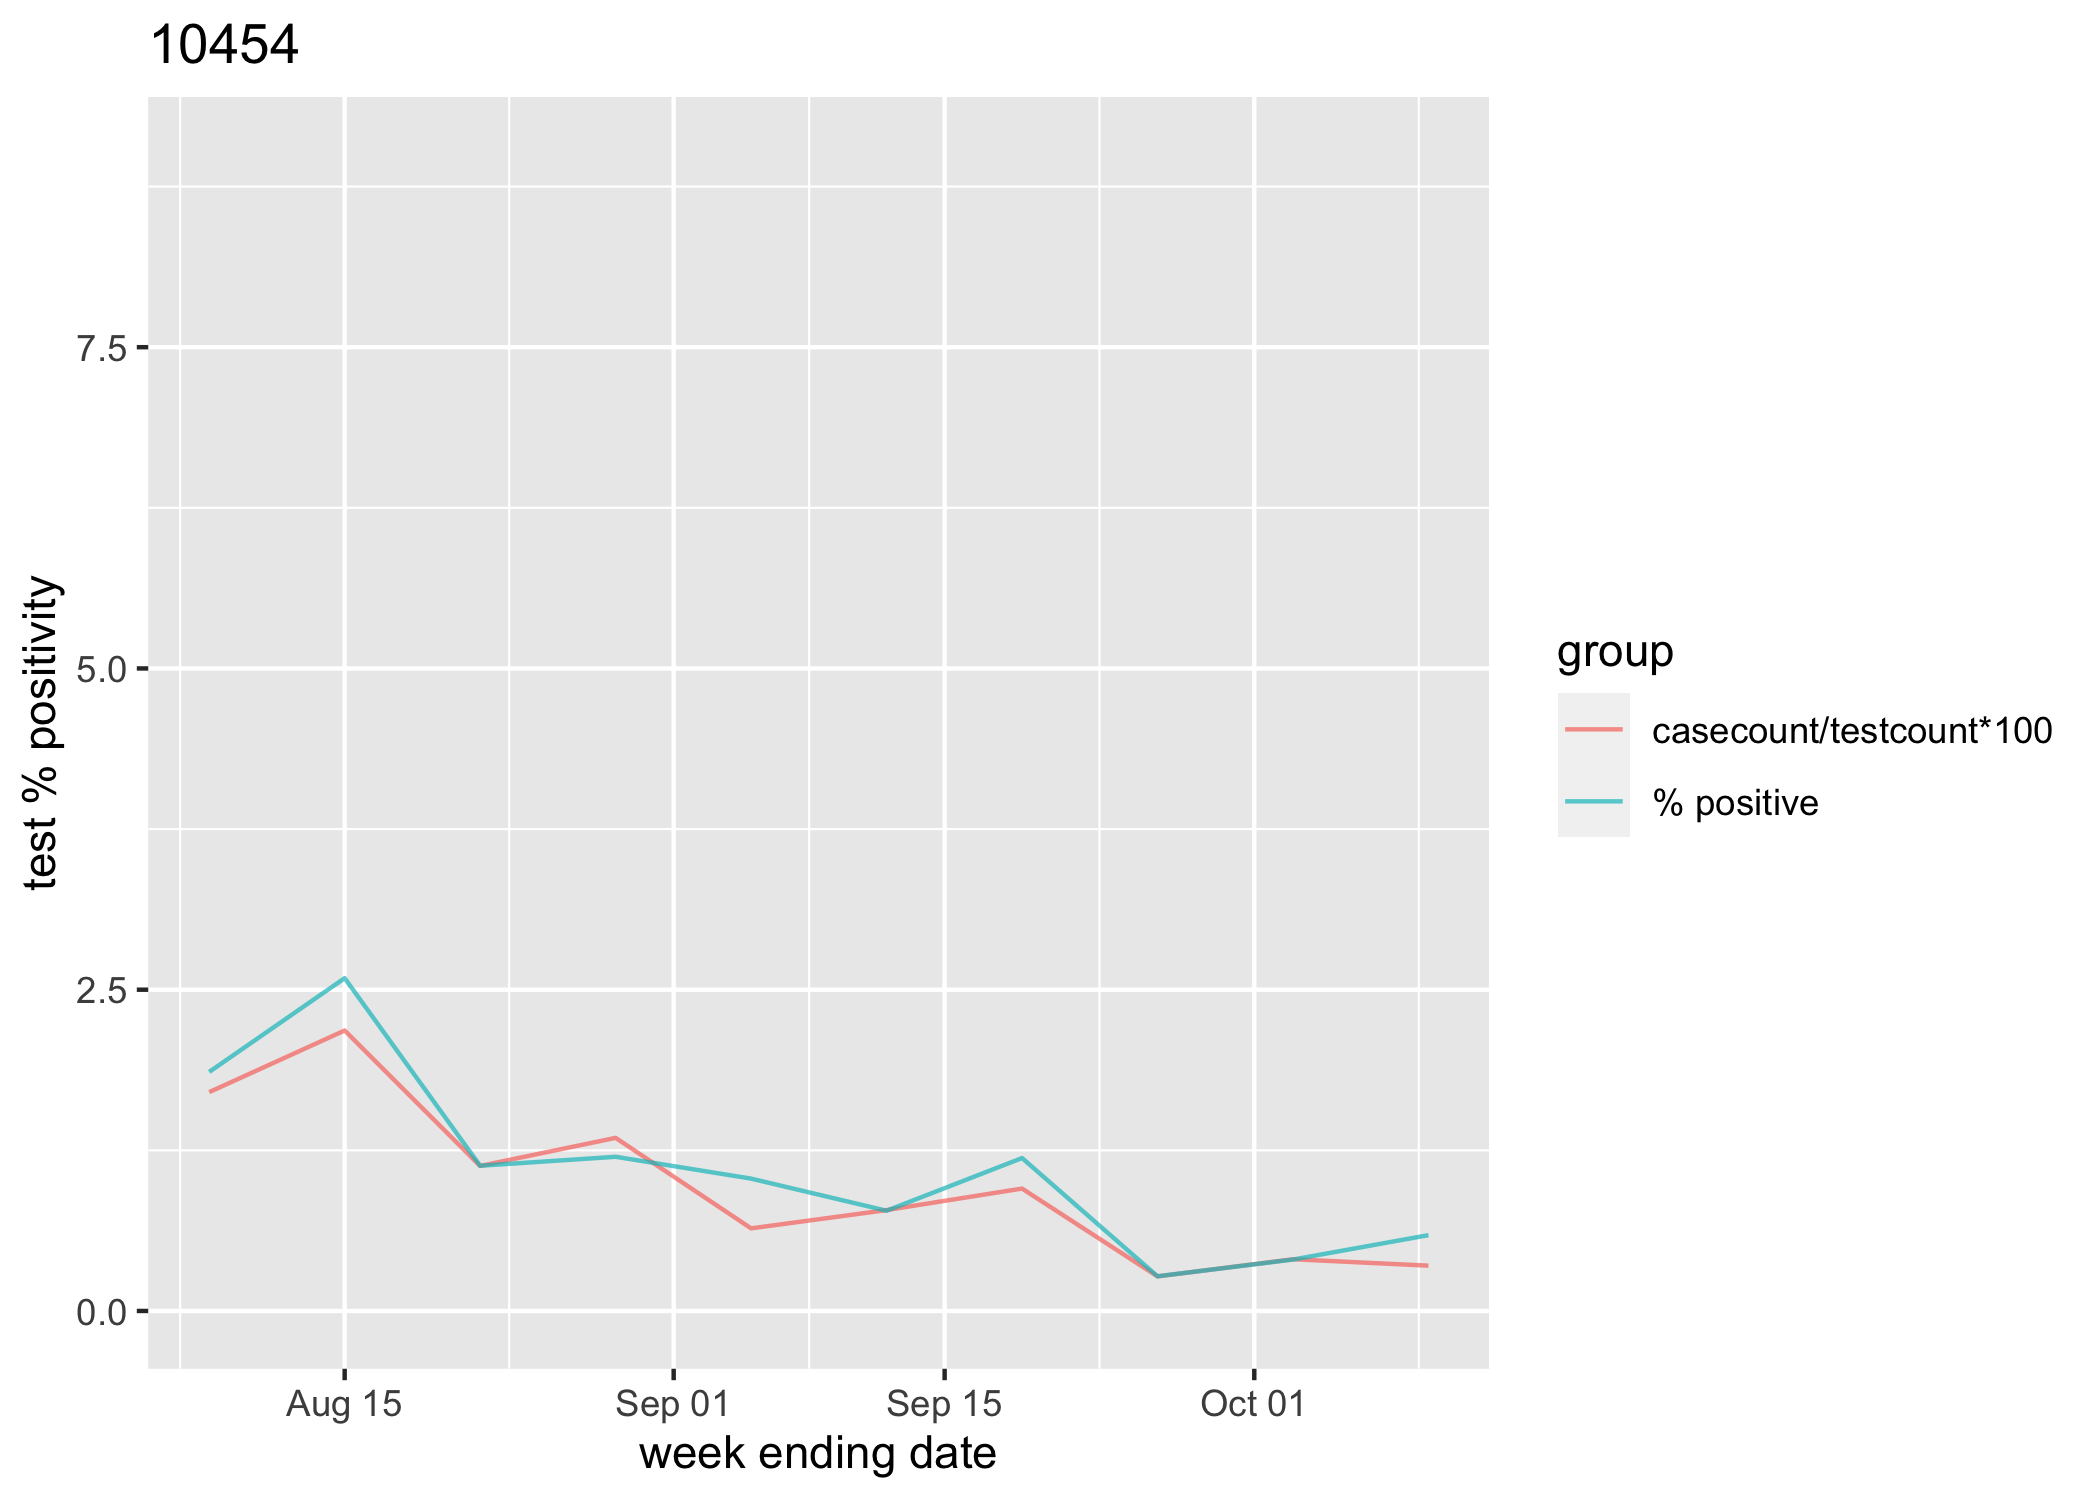 10454
test % positivity
7.5
5.0
2.5
0.0
Aug 15
Sep 01
Sep 15
Oct 01
week ending date
group
casecount/testcount*100
% positive